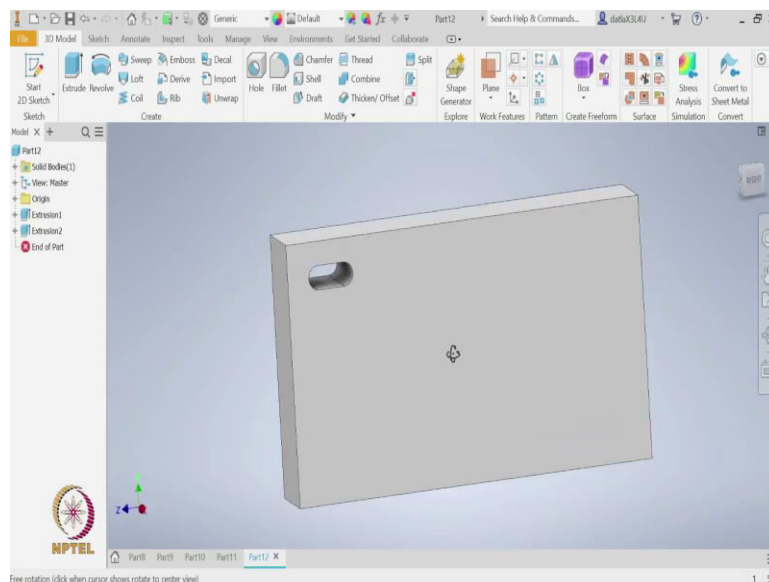 Generic Default fx Part12 Search Help & Commands... datlaX3L4U
File 3D Model Sketch Annotate Inspect Tools Manage View Environments Get Started Collaborate
Start 2D Sketch Extrude Revolve Sweep Emboss Decal Hole Fillet Chamfer Thread Split Shape Generator Plane Box Stress Analysis Convert to Sheet Metal
Loft Derive Import Shell Combine
Coil Rib Unwrap Draft Thicken/ Offset
Sketch Create Modify Explore Work Features Pattern Create Freeform Surface Simulation Convert
Model X +
Part12
Solid Bodies(1)
View: Master
Origin
Extrusion1
Extrusion2
End of Part
RIGHT
Z
NPTEL
Part8 Part9 Part10 Part11 Part12 X
Free rotation (click when cursor shows rotate to center view) 1